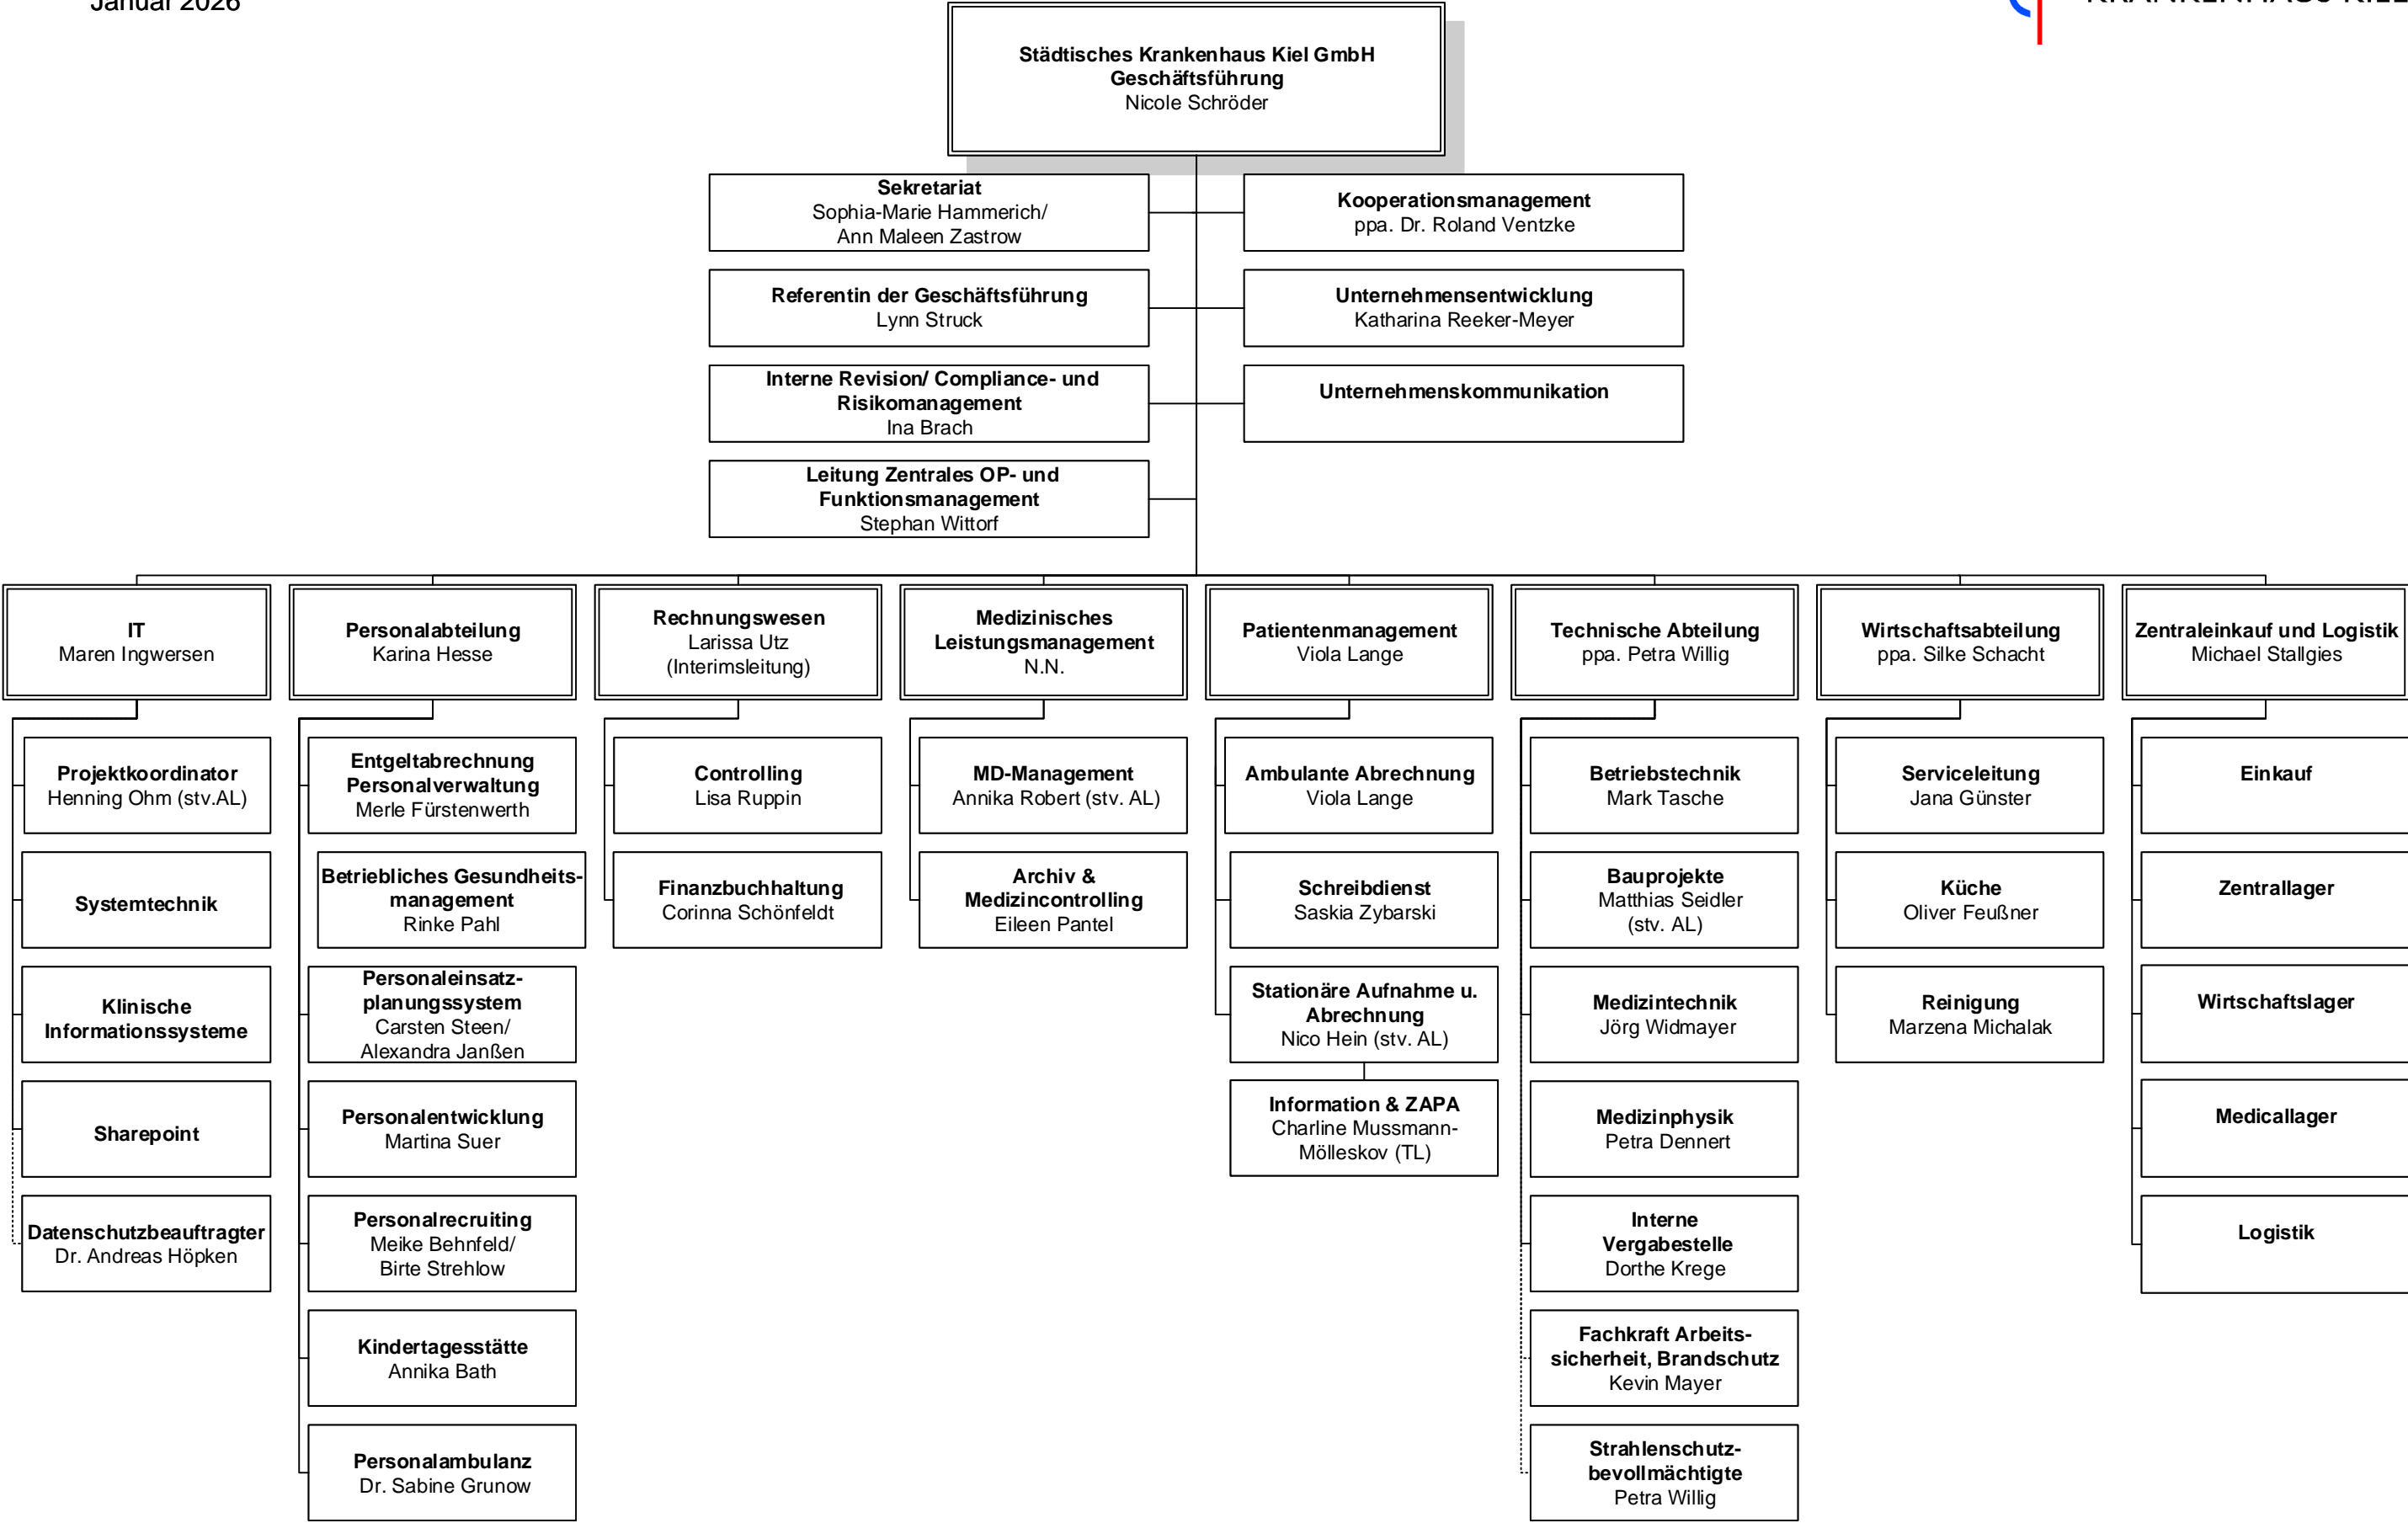 Januar 2026
Städtisches Krankenhaus Kiel GmbH
Geschäftsführung
Nicole Schröder
Sekretariat
Sophia-Marie Hammerich/
Ann Maleen Zastrow
Kooperationsmanagement
ppa. Dr. Roland Ventzke
Referentin der Geschäftsführung
Lynn Struck
Unternehmensentwicklung
Katharina Reeker-Meyer
Interne Revision/ Compliance- und
Risikomanagement
Ina Brach
Unternehmenskommunikation
Leitung Zentrales OP- und
Funktionsmanagement
Stephan Wittorf
IT
Maren Ingwersen
Projektkoordinator
Henning Ohm (stv.AL)
Systemtechnik
Klinische
Informationssysteme
Sharepoint
Datenschutzbeauftragter
Dr. Andreas Höpken
Personalabteilung
Karina Hesse
Entgeltabrechnung
Personalverwaltung
Merle Fürstenwerth
Betriebliches Gesundheits-
management
Rinke Pahl
Personaleinsatz-
planungssystem
Carsten Steen/
Alexandra Janßen
Personalentwicklung
Martina Suer
Personalrecruiting
Meike Behnfeld/
Birte Strehlow
Kindertagesstätte
Annika Bath
Personalambulanz
Dr. Sabine Grunow
Rechnungswesen
Larissa Utz
(Interimsleitung)
Controlling
Lisa Ruppin
Finanzbuchhaltung
Corinna Schönfeldt
Medizinisches
Leistungsmanagement
N.N.
MD-Management
Annika Robert (stv. AL)
Archiv &
Medizincontrolling
Eileen Pantel
Patientenmanagement
Viola Lange
Ambulante Abrechnung
Viola Lange
Schreibdienst
Saskia Zybarski
Stationäre Aufnahme u.
Abrechnung
Nico Hein (stv. AL)
Information & ZAPA
Charline Mussmann-
Mölleskov (TL)
Technische Abteilung
ppa. Petra Willig
Betriebstechnik
Mark Tasche
Bauprojekte
Matthias Seidler
(stv. AL)
Medizintechnik
Jörg Widmayer
Medizinphysik
Petra Dennert
Interne
Vergabestelle
Dorthe Krege
Fachkraft Arbeits-
sicherheit, Brandschutz
Kevin Mayer
Strahlenschutz-
bevollmächtigte
Petra Willig
Wirtschaftsabteilung
ppa. Silke Schacht
Serviceleitung
Jana Günster
Küche
Oliver Feußner
Reinigung
Marzena Michalak
Zentraleinkauf und Logistik
Michael Stallgies
Einkauf
Zentrallager
Wirtschaftslager
Medicallager
Logistik